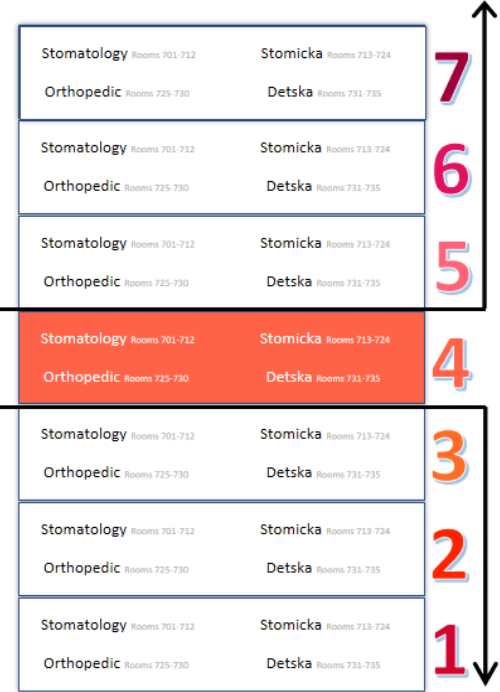 Stomatology Rooms 701-712 Stomicka Rooms 713-724
Orthopedic Rooms 725-730 Detska Rooms 731-735
7
Stomatology Rooms 701-712 Stomicka Rooms 713-724
Orthopedic Rooms 725-730 Detska Rooms 731-735
6
Stomatology Rooms 701-712 Stomicka Rooms 713-724
Orthopedic Rooms 725-730 Detska Rooms 731-735
5
Stomatology Rooms 701-712 Stomicka Rooms 713-724
Orthopedic Rooms 725-730 Detska Rooms 731-735
4
Stomatology Rooms 701-712 Stomicka Rooms 713-724
Orthopedic Rooms 725-730 Detska Rooms 731-735
3
Stomatology Rooms 701-712 Stomicka Rooms 713-724
Orthopedic Rooms 725-730 Detska Rooms 731-735
2
Stomatology Rooms 701-712 Stomicka Rooms 713-724
Orthopedic Rooms 725-730 Detska Rooms 731-735
1